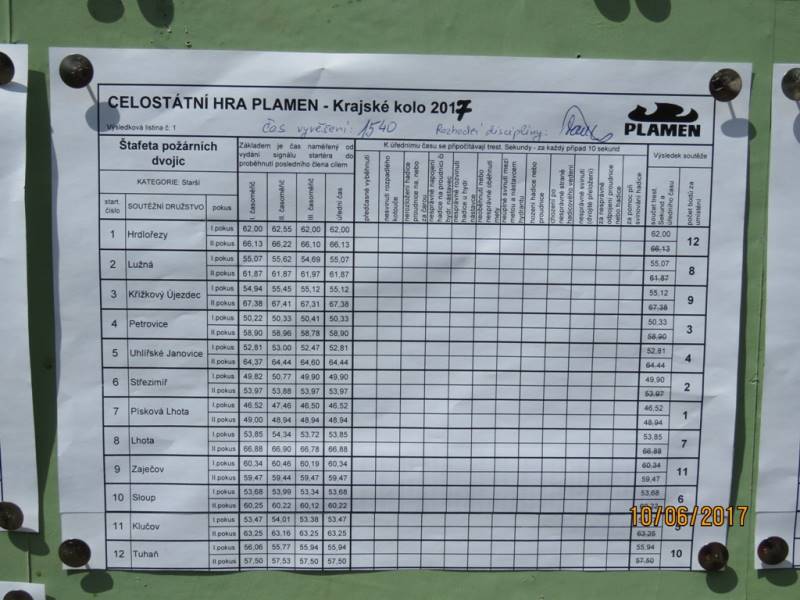 CELOSTÁTNÍ HRA PLAMEN - Krajské kolo 2017
Výsledková listina č: 1 Čas vyvěšení: 1540 Rozhodčí disciplíny:
PLAMEN
Štafeta požárních dvojic
Základem je čas naměřený od vydání signálu startéra do proběhnutí posledního člena cílem
K úřednímu času se připočítávají trest. Sekundy - za každý případ 10 sekund
Výsledek soutěže
KATEGORIE: Starší
start. číslo SOUTĚŽNÍ DRUŽSTVO pokus I. časoměřič II. časoměřič III. časoměřič úřední čas
1 Hrdlořezy I.pokus 62,00 62,55 62,00 62,00 62,00 12
II.pokus 66,13 66,22 66,10 66,13 66,13
2 Lužná I.pokus 55,07 55,62 54,69 55,07 55,07 8
II.pokus 61,87 61,81 61,97 61,87 61,87
3 Křížkový Újezdec I.pokus 54,94 55,45 55,12 55,12 55,12 9
II.pokus 67,38 67,41 67,31 67,38 67,38
4 Petrovice I.pokus 50,22 50,33 50,41 50,33 50,33 3
II.pokus 58,90 58,96 58,78 58,90 58,90
5 Uhlířské Janovice I.pokus 52,81 53,00 52,47 52,81 52,81 4
II.pokus 64,37 64,44 64,60 64,44 64,44
6 Střezimíř I.pokus 49,82 50,77 49,90 49,90 49,90 2
II.pokus 53,97 53,88 53,97 53,97 53,97
7 Písková Lhota I.pokus 46,52 47,46 46,50 46,52 46,52 1
II.pokus 49,00 48,94 48,94 48,94 48,94
8 Lhota I.pokus 53,85 54,34 53,72 53,85 53,85 7
II.pokus 66,88 66,90 66,78 66,88 66,88
9 Zaječov I.pokus 60,34 60,46 60,19 60,34 60,34 11
II.pokus 59,47 59,44 59,47 59,47 59,47
10 Sloup I.pokus 53,68 53,99 53,34 53,68 53,68 6
II.pokus 60,25 60,22 60,12 60,22
11 Klučov I.pokus 53,47 54,01 53,38 53,47
II.pokus 63,25 63,16 63,25 63,25 63,25
12 Tuhaň I.pokus 56,06 55,77 55,94 55,94 55,94 10
II.pokus 57,50 57,53 57,50 57,50 57,50
10/06/2017